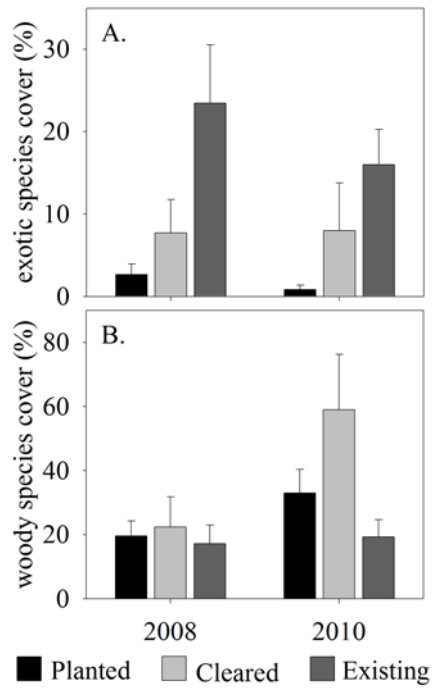 A.
exotic species cover (%)
30
20
10
0
B.
woody species cover (%)
80
60
40
20
0
2008 2010
Planted Cleared Existing